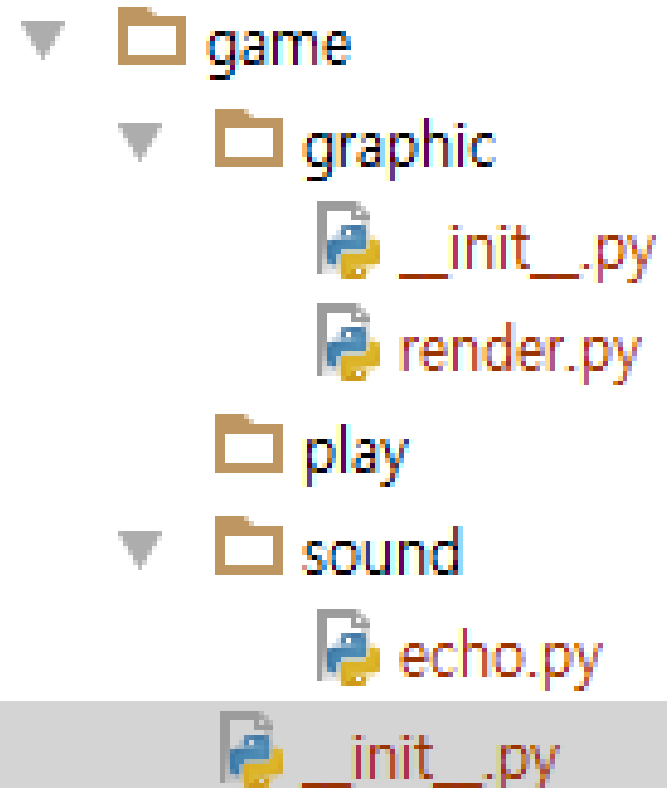 game
graphic
__init__.py
render.py
play
sound
echo.py
__init__.py